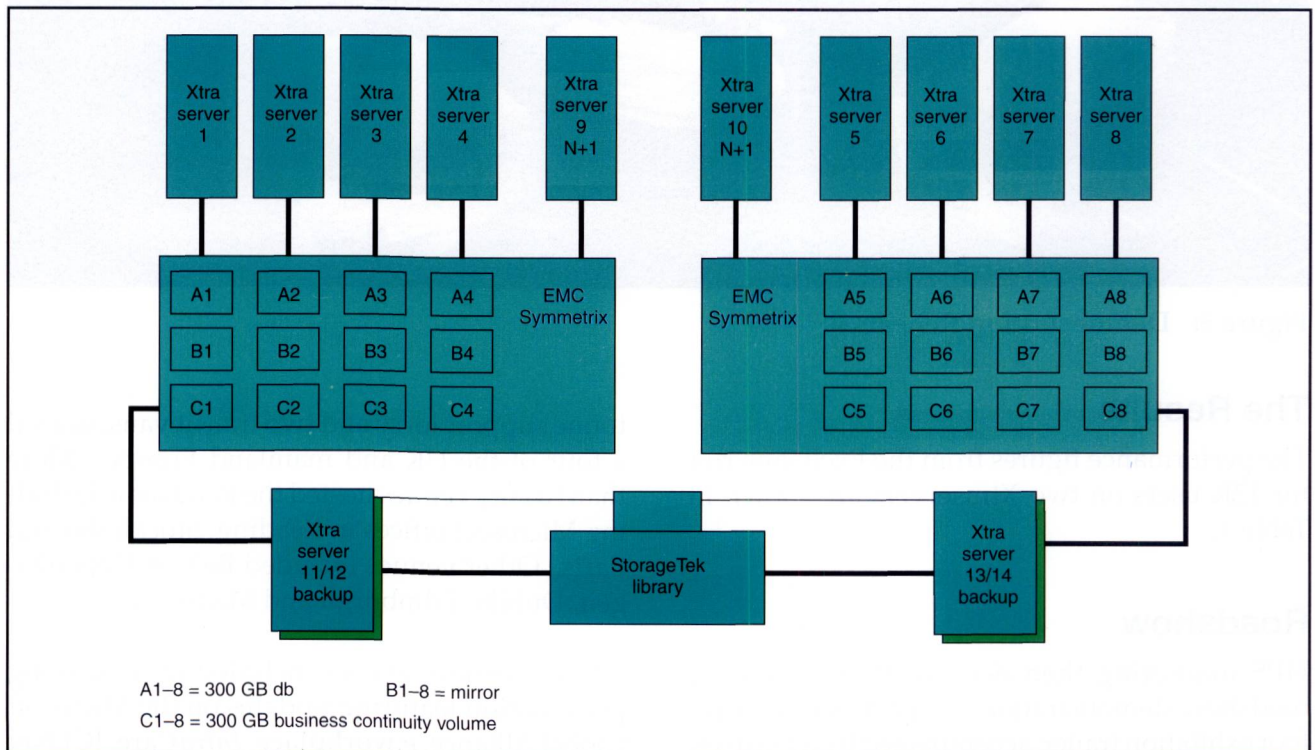 Xtra
server
1
Xtra
server
2
Xtra
server
3
Xtra
server
4
Xtra
server
9
N+1
Xtra
server
10
N+1
Xtra
server
5
Xtra
server
6
Xtra
server
7
Xtra
server
8
A1
A2
A3
A4
EMC
Symmetrix
B1
B2
B3
B4
C1
C2
C3
C4
EMC
Symmetrix
A5
A6
A7
A8
B5
B6
B7
B8
C5
C6
C7
C8
Xtra
server
11/12
backup
StorageTek
library
Xtra
server
13/14
backup
A1–8 = 300 GB db
B1–8 = mirror
C1–8 = 300 GB business continuity volume